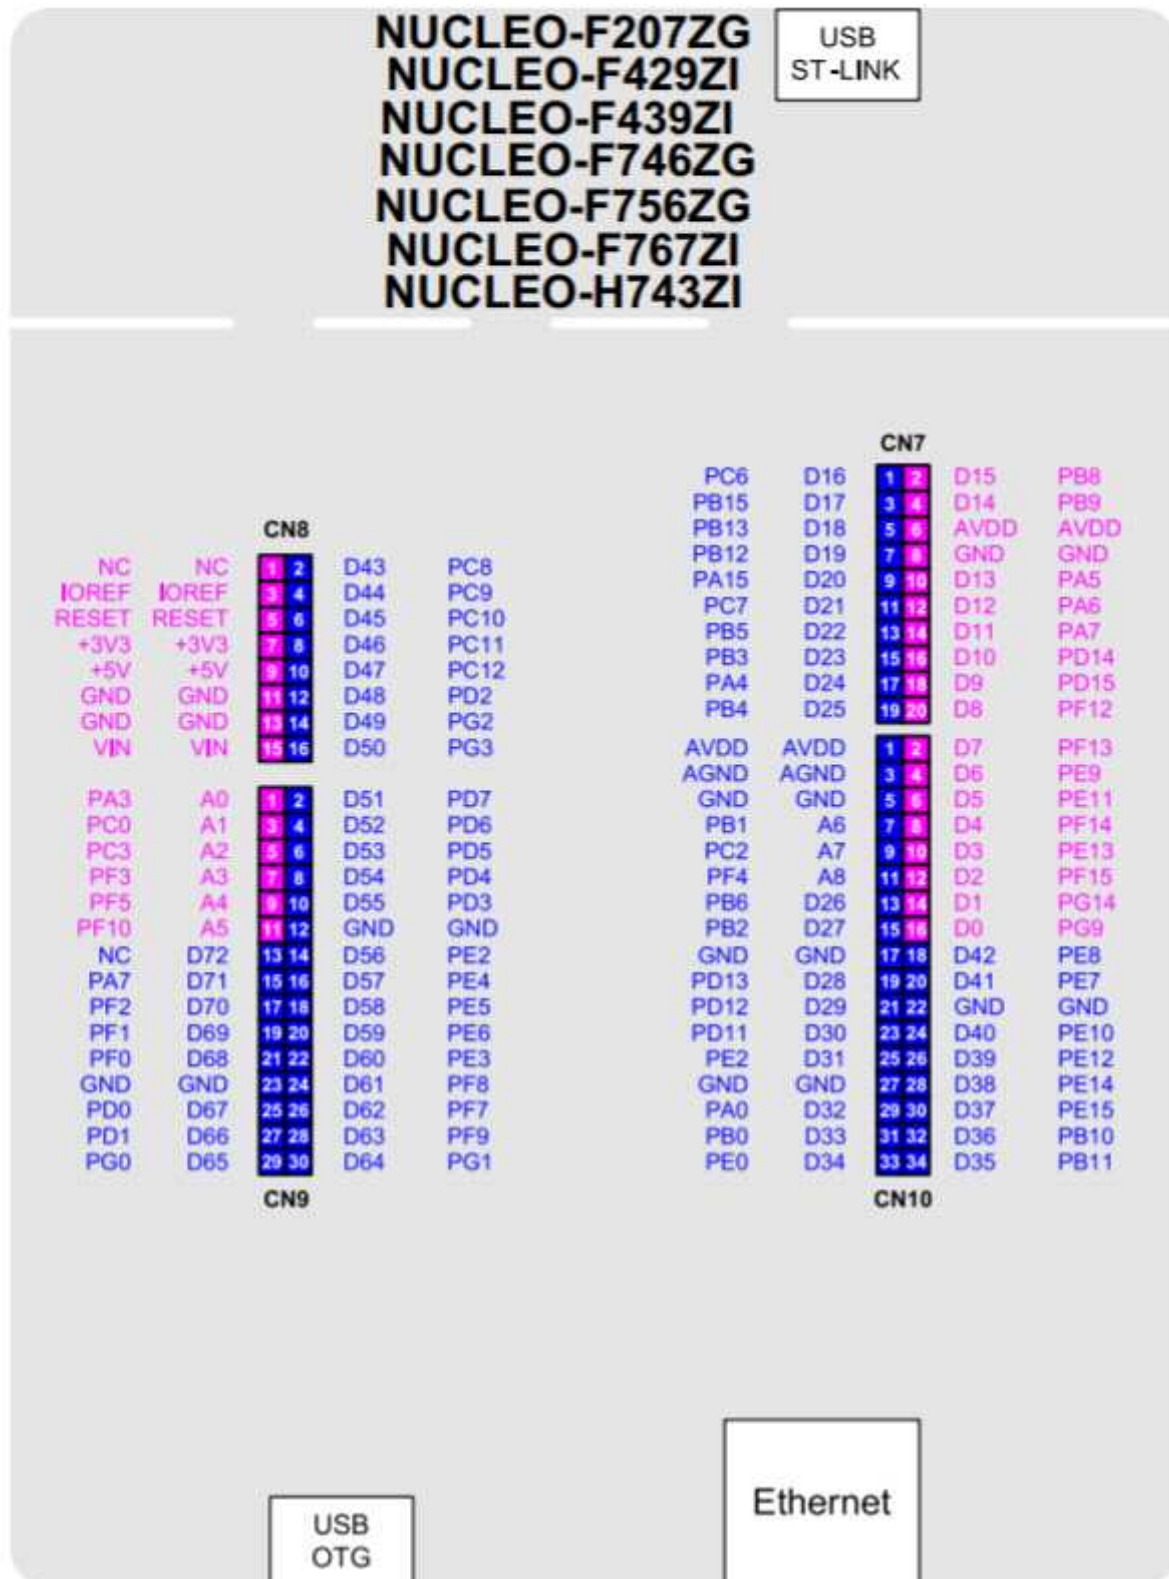 NUCLEO-F207ZG
NUCLEO-F429ZI
NUCLEO-F439ZI
NUCLEO-F746ZG
NUCLEO-F756ZG
NUCLEO-F767ZI
NUCLEO-H743ZI
USB
ST-LINK
CN8
NC NC 1 2 D43 PC8
IOREF IOREF 3 4 D44 PC9
RESET RESET 5 6 D45 PC10
+3V3 +3V3 7 8 D46 PC11
+5V +5V 9 10 D47 PC12
GND GND 11 12 D48 PD2
GND GND 13 14 D49 PG2
VIN VIN 15 16 D50 PG3
PA3 A0 1 2 D51 PD7
PC0 A1 3 4 D52 PD6
PC3 A2 5 6 D53 PD5
PF3 A3 7 8 D54 PD4
PF5 A4 9 10 D55 PD3
PF10 A5 11 12 GND GND
NC D72 13 14 D56 PE2
PA7 D71 15 16 D57 PE4
PF2 D70 17 18 D58 PE5
PF1 D69 19 20 D59 PE6
PF0 D68 21 22 D60 PE3
GND GND 23 24 D61 PF8
PD0 D67 25 26 D62 PF7
PD1 D66 27 28 D63 PF9
PG0 D65 29 30 D64 PG1
CN9
CN7
PC6 D16 1 2 D15 PB8
PB15 D17 3 4 D14 PB9
PB13 D18 5 6 AVDD AVDD
PB12 D19 7 8 GND GND
PA15 D20 9 10 D13 PA5
PC7 D21 11 12 D12 PA6
PB5 D22 13 14 D11 PA7
PB3 D23 15 16 D10 PD14
PA4 D24 17 18 D9 PD15
PB4 D25 19 20 D8 PF12
AVDD AVDD 1 2 D7 PF13
AGND AGND 3 4 D6 PE9
GND GND 5 6 D5 PE11
PB1 A6 7 8 D4 PF14
PC2 A7 9 10 D3 PE13
PF4 A8 11 12 D2 PF15
PB6 D26 13 14 D1 PG14
PB2 D27 15 16 D0 PG9
GND GND 17 18 D42 PE8
PD13 D28 19 20 D41 PE7
PD12 D29 21 22 GND GND
PD11 D30 23 24 D40 PE10
PE2 D31 25 26 D39 PE12
GND GND 27 28 D38 PE14
PA0 D32 29 30 D37 PE15
PB0 D33 31 32 D36 PB10
PE0 D34 33 34 D35 PB11
CN10
USB
OTG
Ethernet